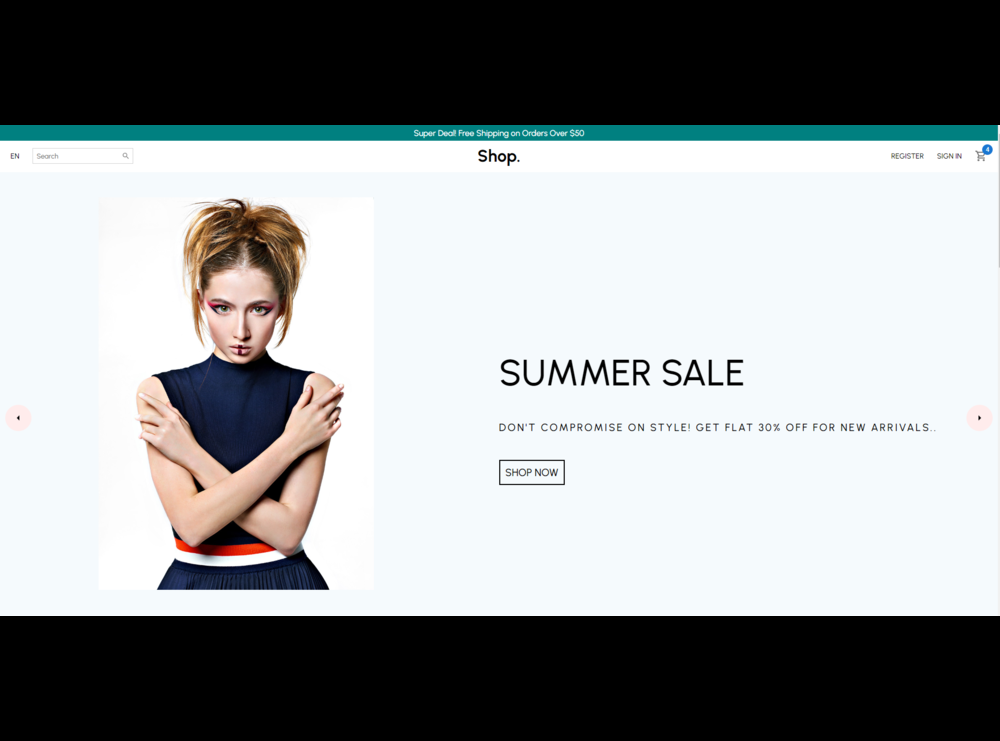 Super Deal! Free Shipping on Orders Over $50
EN
Search
Shop.
REGISTER
SIGN IN
4
SUMMER SALE
DON'T COMPROMISE ON STYLE! GET FLAT 30% OFF FOR NEW ARRIVALS..
SHOP NOW